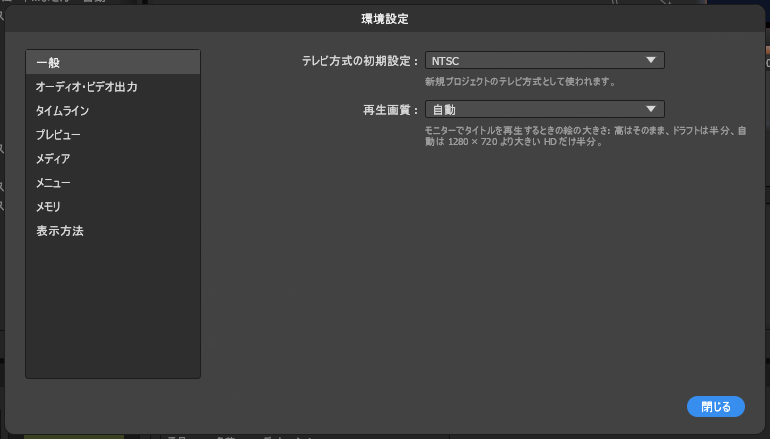 環境設定
一般
オーディオ・ビデオ出力
タイムライン
プレビュー
メディア
メニュー
メモリ
表示方法
テレビ方式の初期設定：
NTSC
新規プロジェクトのテレビ方式として使われます。
再生画質：
自動
モニターでタイトルを再生するときの絵の大きさ: 高はそのまま、ドラフトは半分、自
動は 1280 × 720 より大きい HD だけ半分。
閉じる